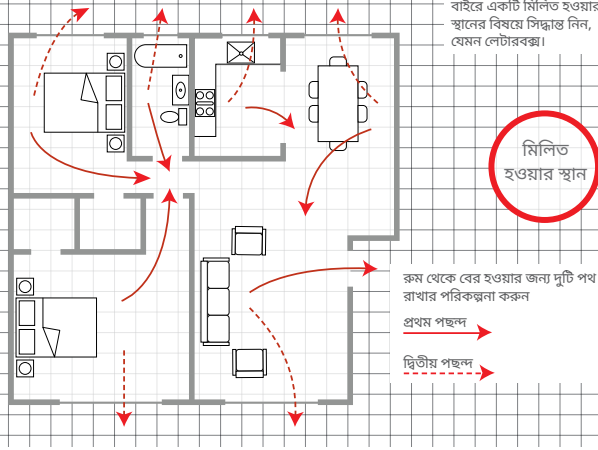 বাইরে একটি মিলিত হওয়ার
স্থানের বিষয়ে সিদ্ধান্ত নিন,
যেমন লেটারবক্স।
মিলিত
হওয়ার স্থান
রুম থেকে বের হওয়ার জন্য দুটি পথ
রাখার পরিকল্পনা করুন
প্রথম পছন্দ
দ্বিতীয় পছন্দ